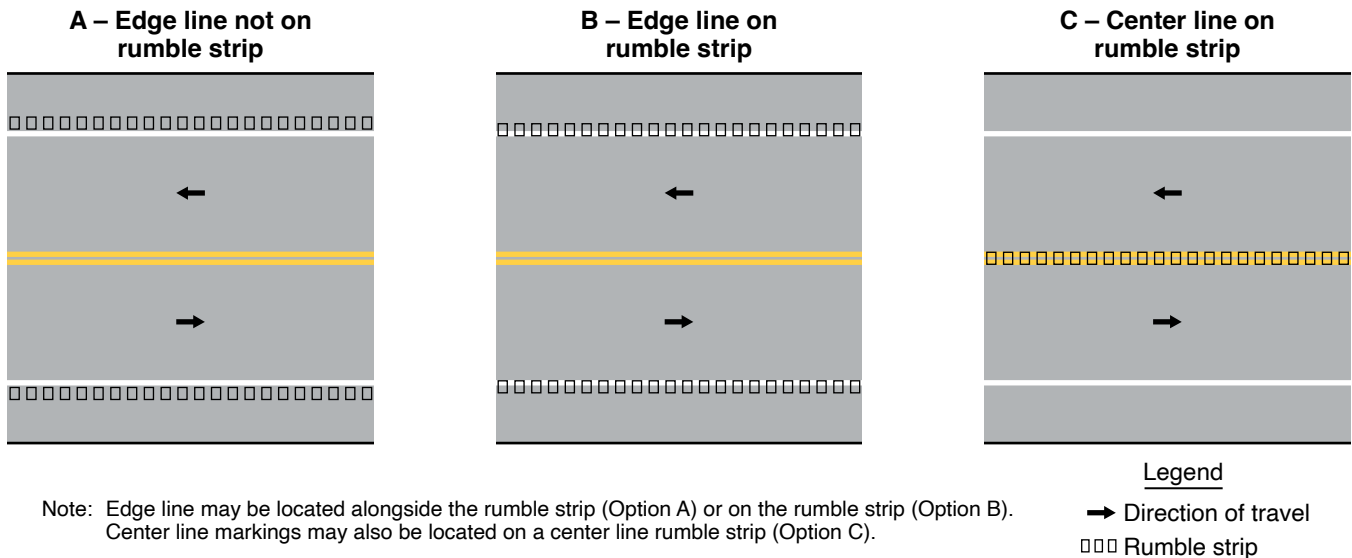 A – Edge line not on
rumble strip
B – Edge line on
rumble strip
C – Center line on
rumble strip
Note: Edge line may be located alongside the rumble strip (Option A) or on the rumble strip (Option B).
Center line markings may also be located on a center line rumble strip (Option C).
Legend
Direction of travel
Rumble strip